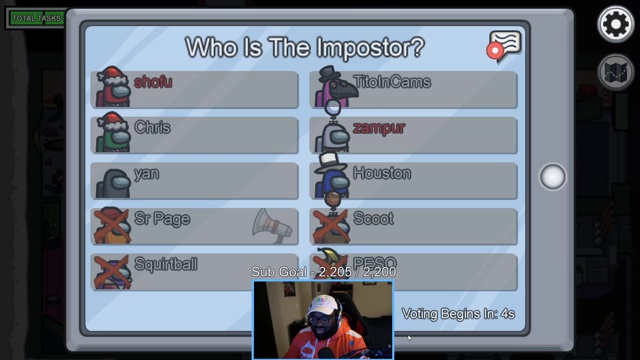 TOTAL TASKS
Who Is The Impostor?
shofu
TitoInCams
Chris
zampur
yan
Houston
Sr Page
Scoot
Squirtball
PESO
Sub Goal - 2,205 / 2,200
Voting Begins In: 4s